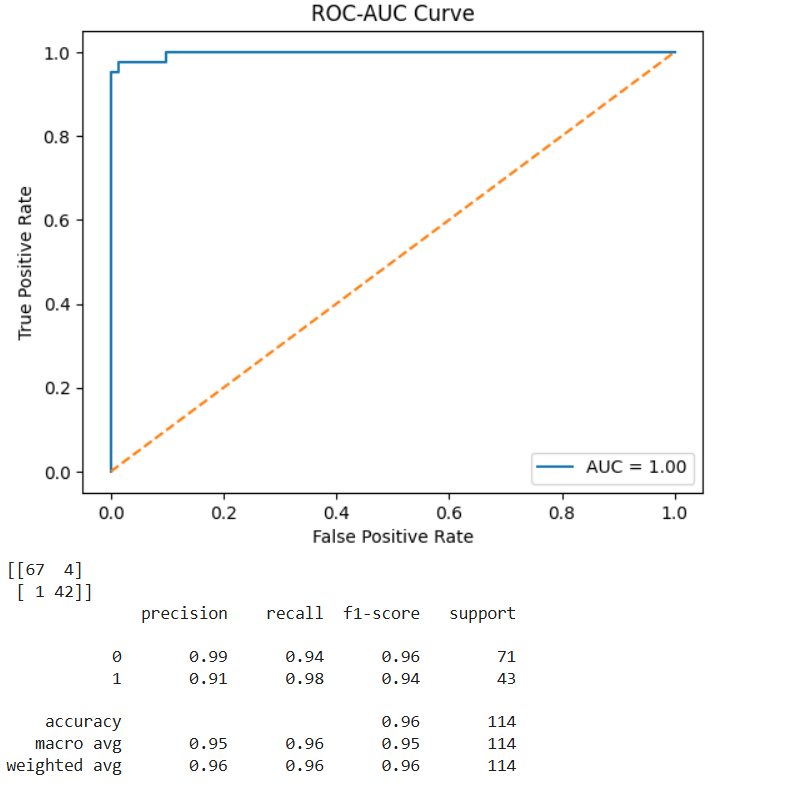 ROC-AUC Curve
1.0
0.8
0.6
0.4
0.2
0.0
True Positive Rate
AUC = 1.00
0.0 0.2 0.4 0.6 0.8 1.0
False Positive Rate
[[67  4]
 [ 1 42]]
precision recall f1-score support
0 0.99 0.94 0.96 71
1 0.91 0.98 0.94 43
accuracy 0.96 114
macro avg 0.95 0.96 0.95 114
weighted avg 0.96 0.96 0.96 114